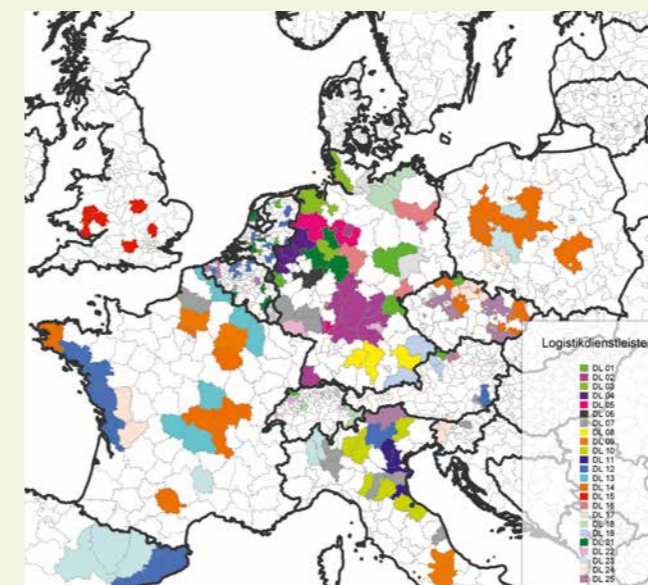 Logistikdienstleister
DL 01
DL 02
DL 03
DL 04
DL 05
DL 06
DL 07
DL 08
DL 09
DL 10
DL 11
DL 12
DL 13
DL 14
DL 15
DL 16
DL 17
DL 18
DL 19
DL 21
DL 22
DL 23
DL 24
DL 25